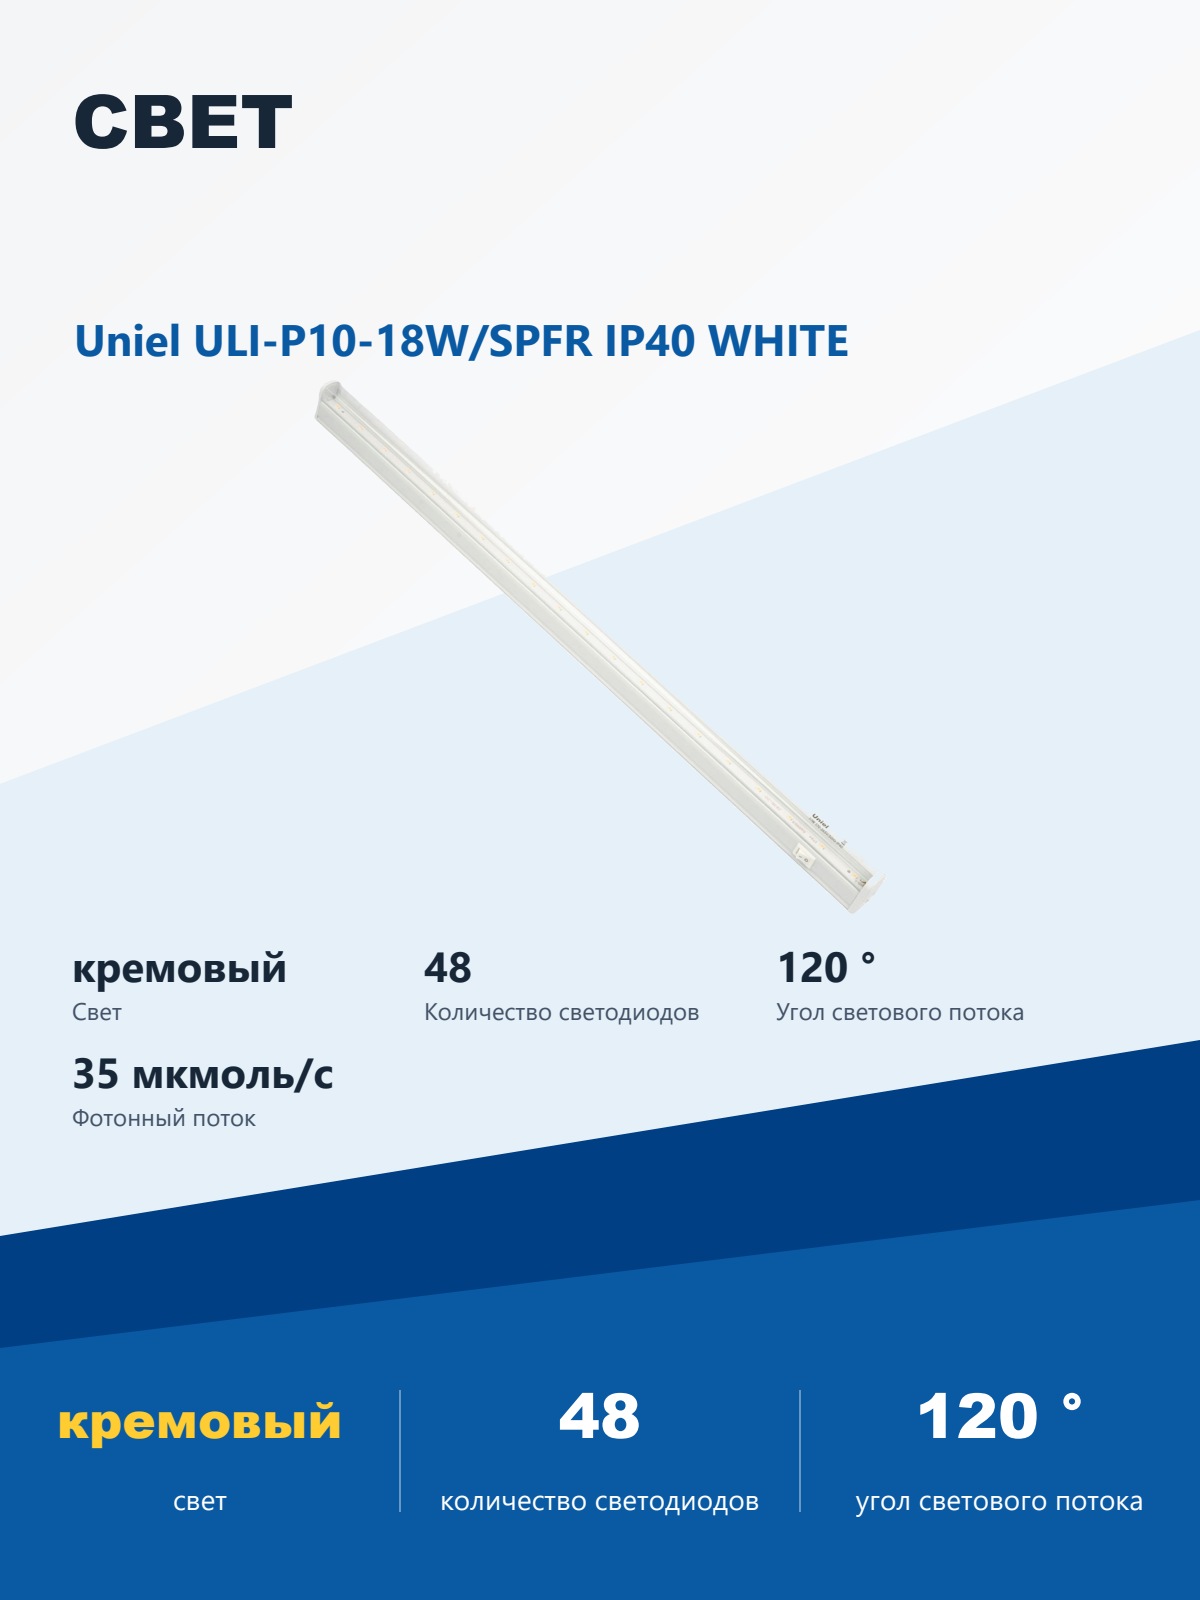 СВЕТ
Uniel ULI-P10-18W/SPFR IP40 WHITE
Uniel
кремовый
Свет
48
Количество светодиодов
120 °
Угол светового потока
35 мкмоль/с
Фотонный поток
кремовый
свет
48
количество светодиодов
120 °
угол светового потока